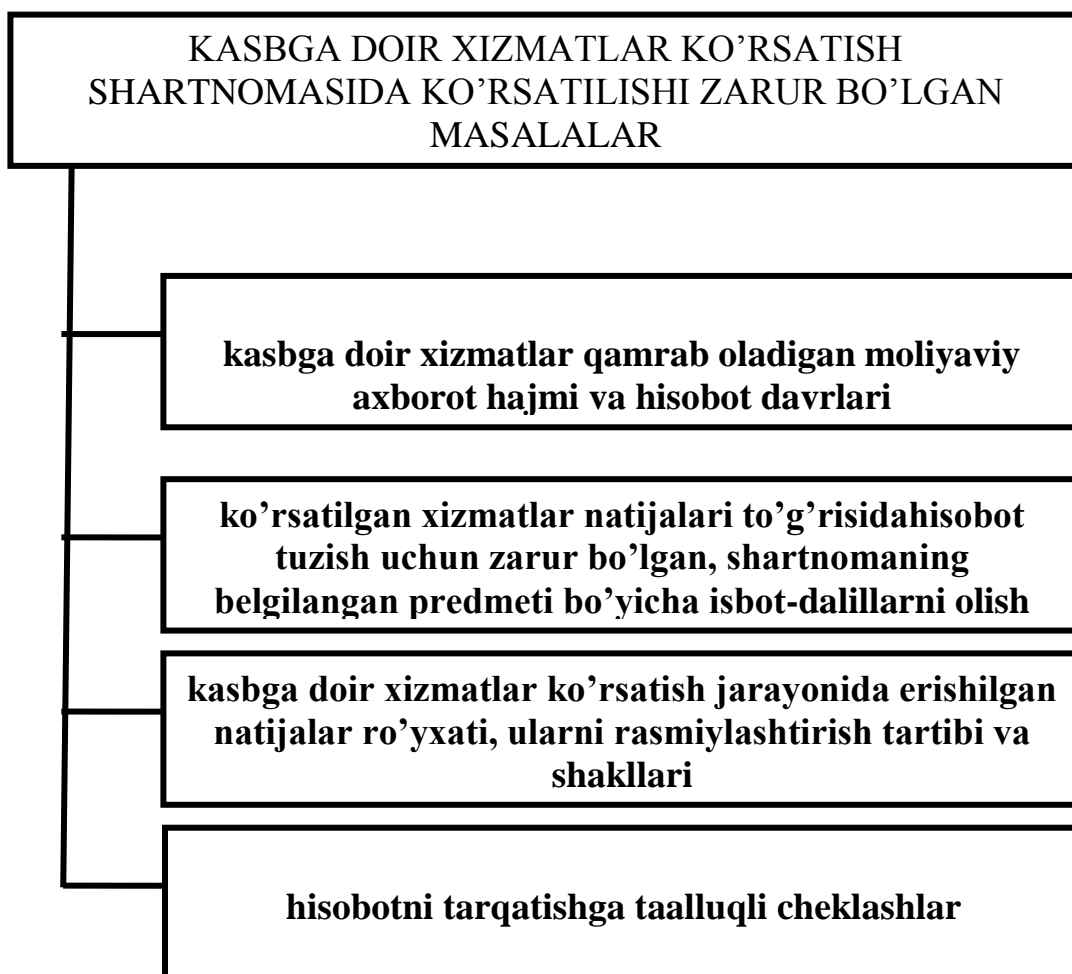 KASBGA DOIR XIZMATLAR KO’RSATISH
SHARTNOMASIDA KO’RSATILISHI ZARUR BO’LGAN
MASALALAR
kasbga doir xizmatlar qamrab oladigan moliyaviy
axborot hajmi va hisobot davrlari
ko’rsatilgan xizmatlar natijalari to’g’risidahisobot
tuzish uchun zarur bo’lgan, shartnomaning
belgilangan predmeti bo’yicha isbot-dalillarni olish
kasbga doir xizmatlar ko’rsatish jarayonida erishilgan
natijalar ro’yxati, ularni rasmiylashtirish tartibi va
shakllari
hisobotni tarqatishga taalluqli cheklashlar